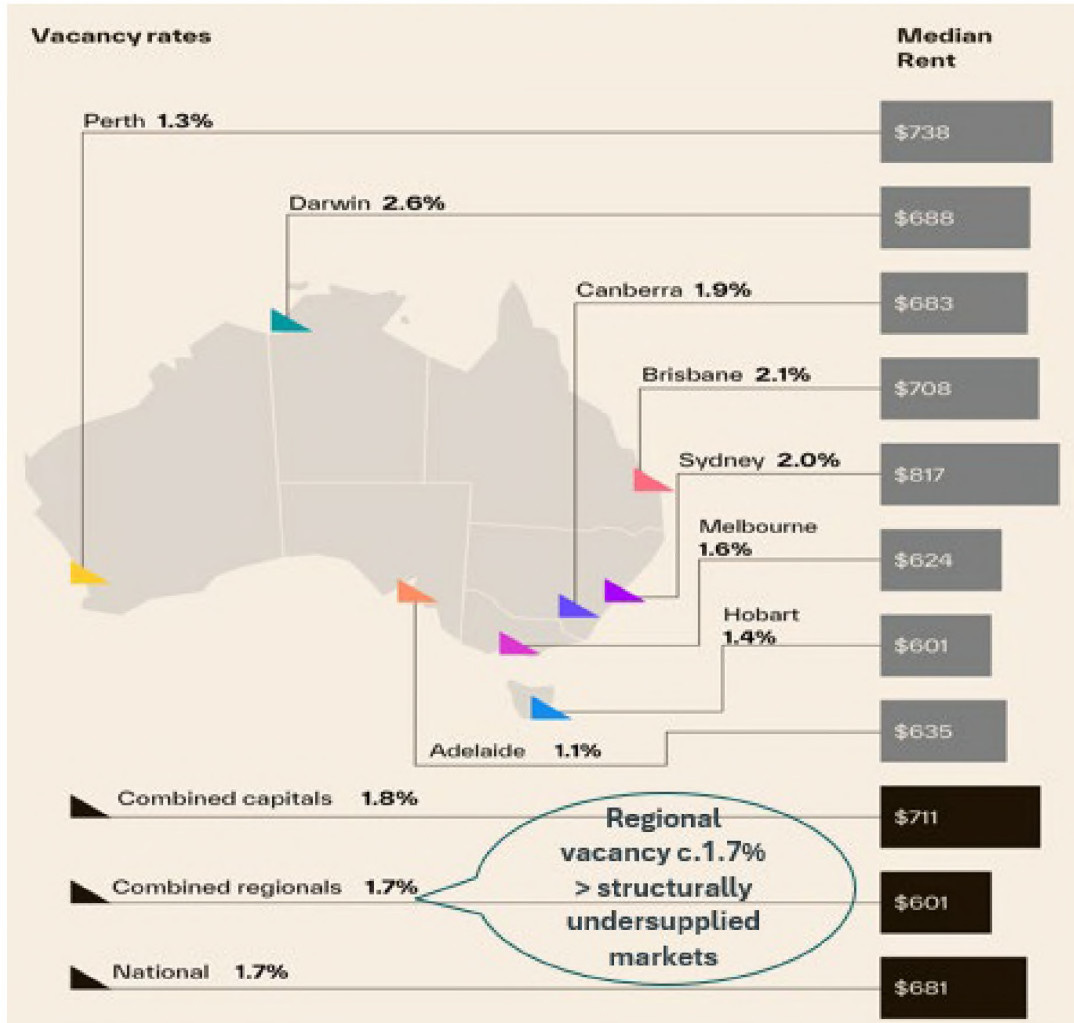 Vacancy rates
Median
Rent
Perth 1.3%
$738
Darwin 2.6%
$688
Canberra 1.9%
$683
Brisbane 2.1%
$708
Sydney 2.0%
$817
Melbourne
1.6%
$624
Hobart
1.4%
$601
Adelaide 1.1%
$635
Combined capitals 1.8%
$711
Combined regionals 1.7%
$601
National 1.7%
$681
Regional
vacancy c.1.7%
> structurally
undersupplied
markets